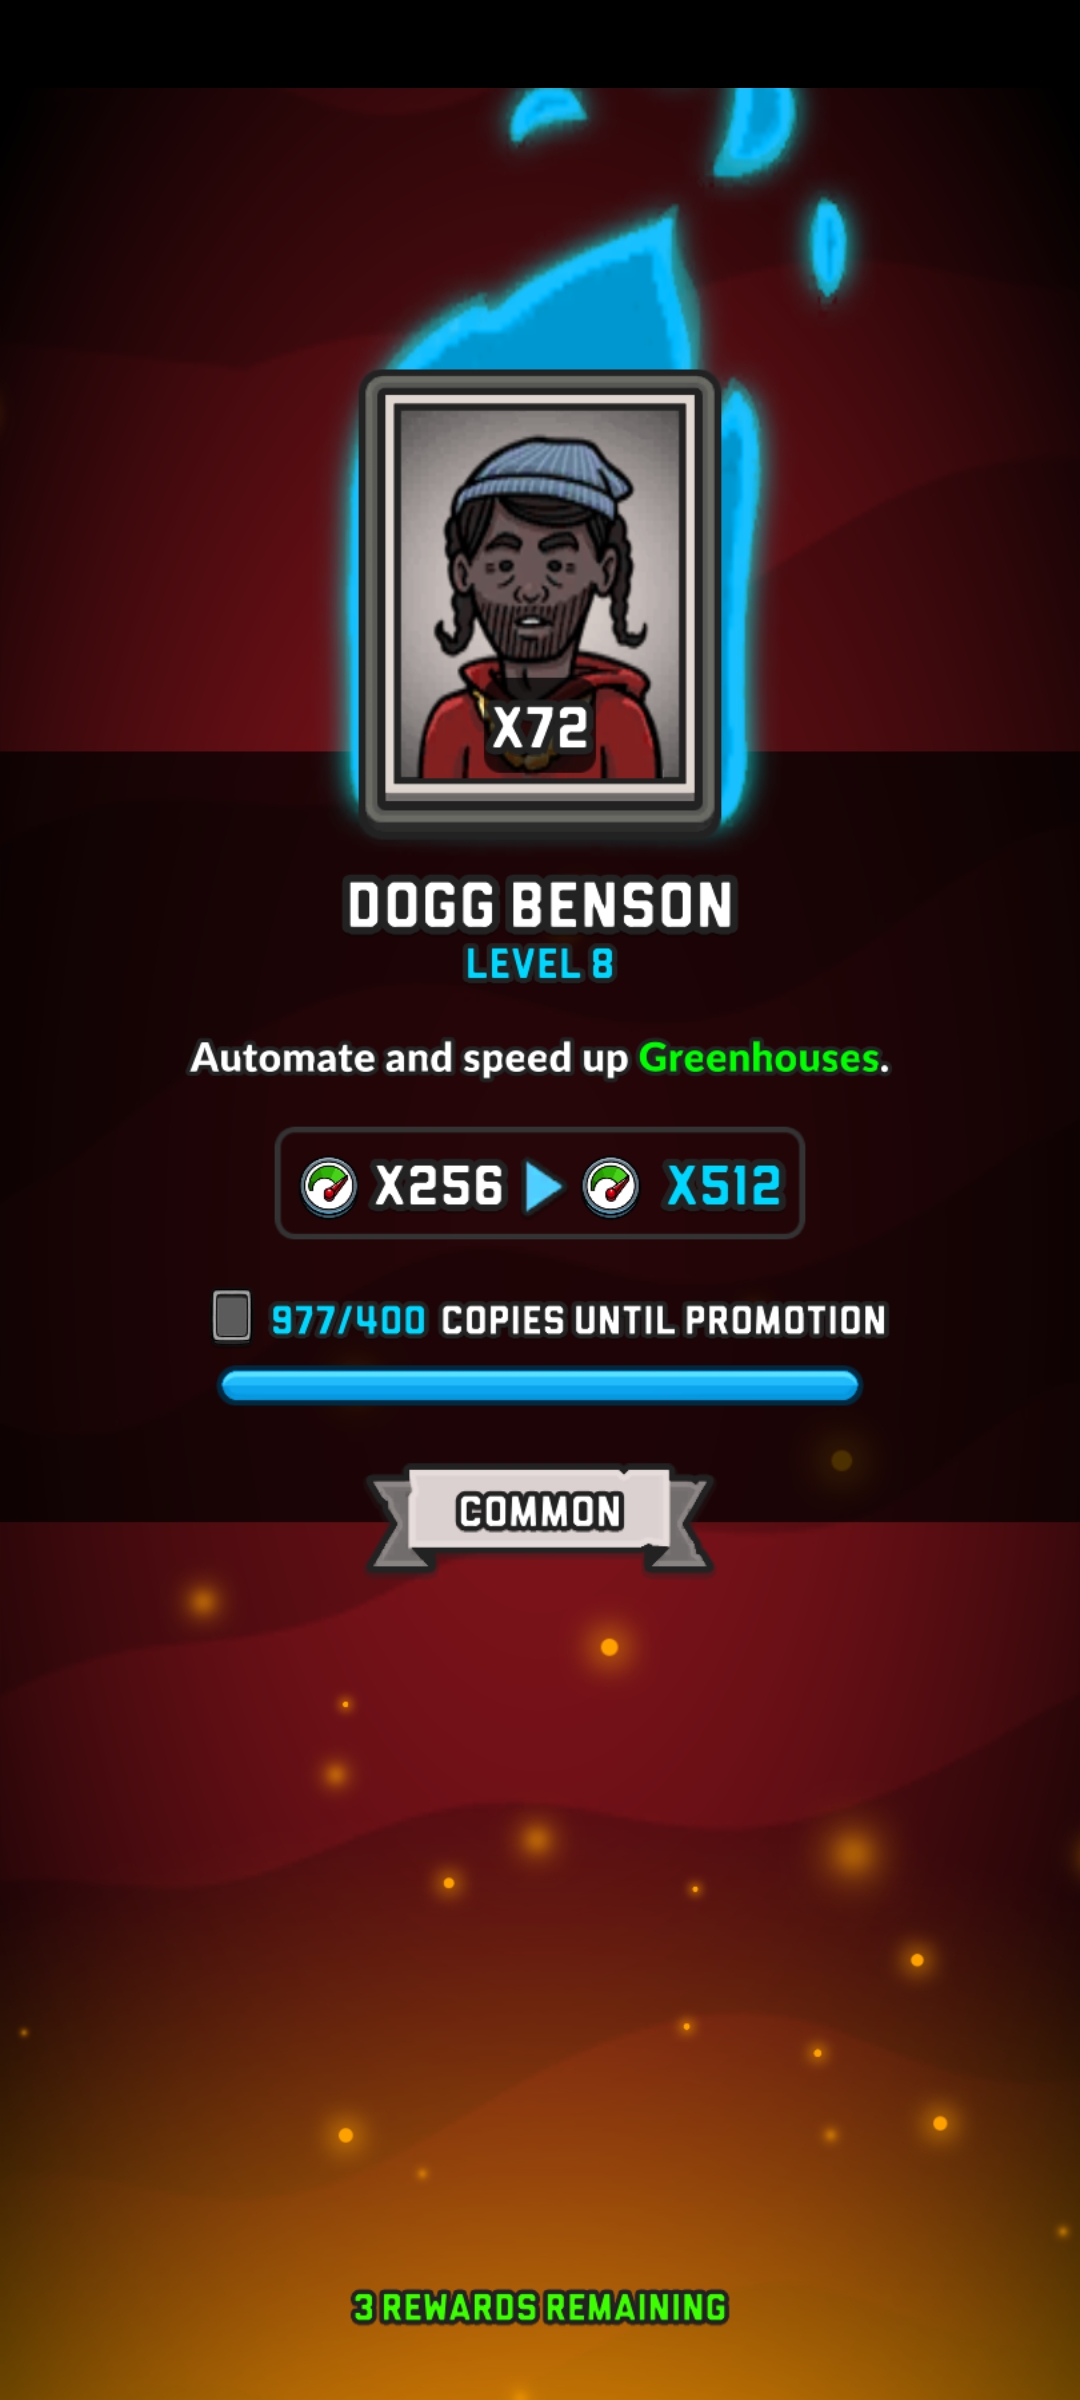 X72
DOGG BENSON
LEVEL 8
Automate and speed up Greenhouses.
X256 X512
977/400 COPIES UNTIL PROMOTION
COMMON
3 REWARDS REMAINING